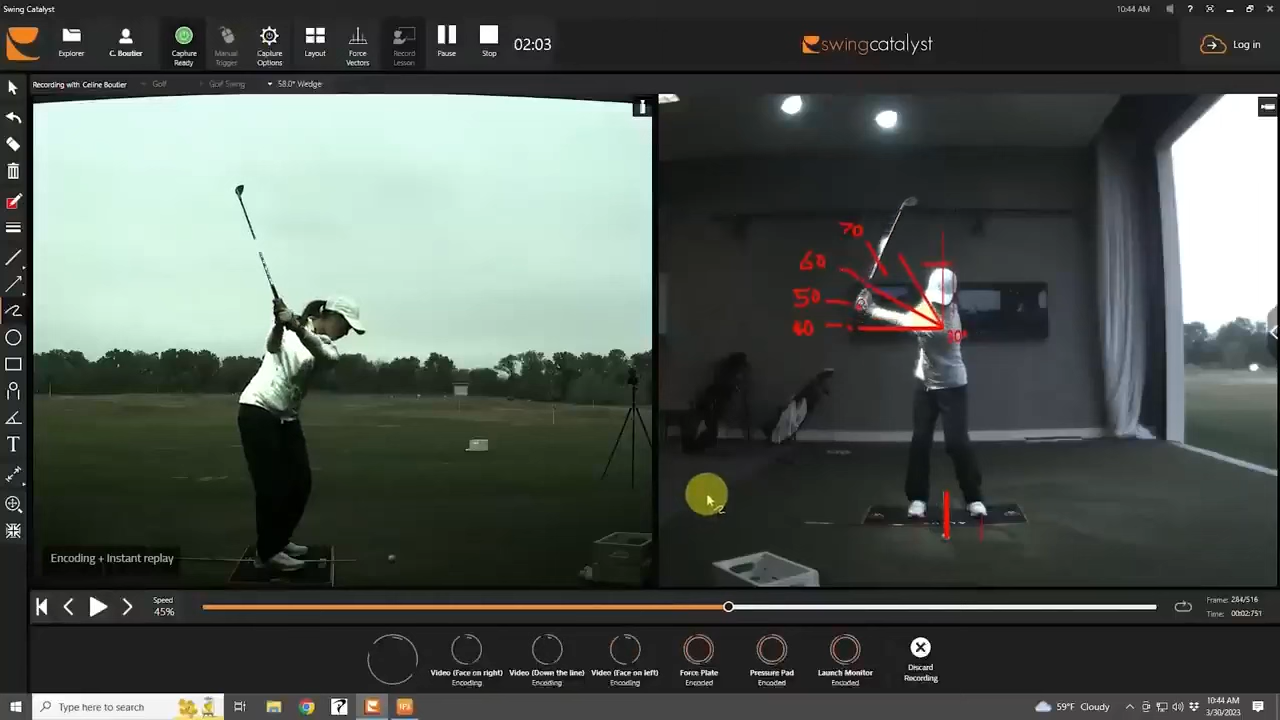 Swing Catalyst
10:44 AM
Explorer
C. Boutier
Capture
Ready
Manual
Trigger
Capture
Options
Layout
Force
Vectors
Record
Lesson
Pause
Stop
02:03
swingcatalyst
Log in
Recording with Celine Boutier
Golf
Golf Swing
58.0° Wedge
70
60
50
Encoding + Instant replay
Speed
45%
Frame: 284/516
Time: 00:02:751
Video (Face on right)
Encoding
Video (Down the line)
Encoding
Video (Face on left)
Encoding
Force Plate
Encoded
Pressure Pad
Encoded
Launch Monitor
Encoded
Discard
Recording
Type here to search
59°F Cloudy
10:44 AM
3/30/2023